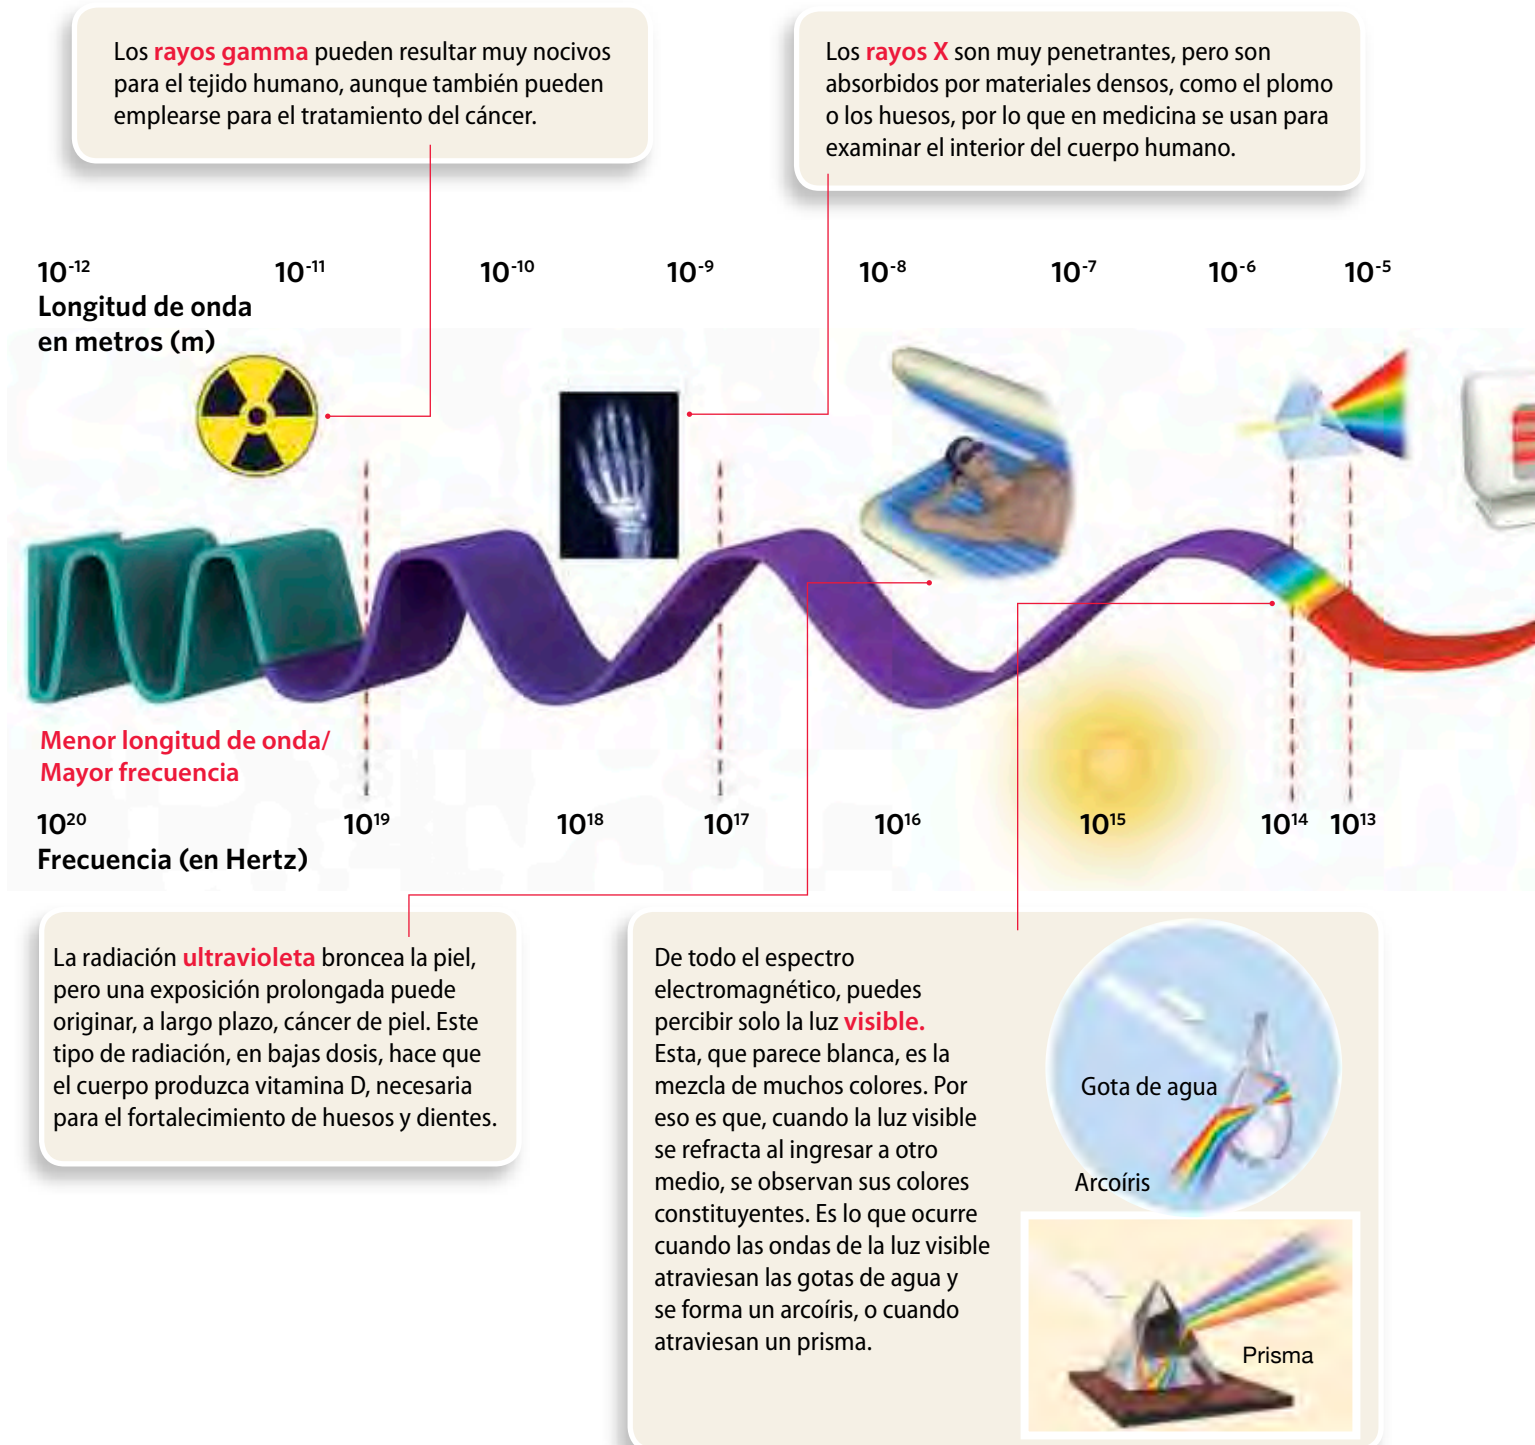 Los rayos gamma pueden resultar muy nocivos
para el tejido humano, aunque también pueden
emplearse para el tratamiento del cáncer.
Los rayos X son muy penetrantes, pero son
absorbidos por materiales densos, como el plomo
o los huesos, por lo que en medicina se usan para
examinar el interior del cuerpo humano.
10⁻¹² 10⁻¹¹ 10⁻¹⁰ 10⁻⁹ 10⁻⁸ 10⁻⁷ 10⁻⁶ 10⁻⁵
Longitud de onda
en metros (m)
Menor longitud de onda/
Mayor frecuencia
10²⁰ 10¹⁹ 10¹⁸ 10¹⁷ 10¹⁶ 10¹⁵ 10¹⁴ 10¹³
Frecuencia (en Hertz)
La radiación ultravioleta broncea la piel,
pero una exposición prolongada puede
originar, a largo plazo, cáncer de piel. Este
tipo de radiación, en bajas dosis, hace que
el cuerpo produzca vitamina D, necesaria
para el fortalecimiento de huesos y dientes.
De todo el espectro
electromagnético, puedes
percibir solo la luz visible.
Esta, que parece blanca, es la
mezcla de muchos colores. Por
eso es que, cuando la luz visible
se refracta al ingresar a otro
medio, se observan sus colores
constituyentes. Es lo que ocurre
cuando las ondas de la luz visible
atraviesan las gotas de agua y
se forma un arcoíris, o cuando
atraviesan un prisma.
Gota de agua
Arcoíris
Prisma